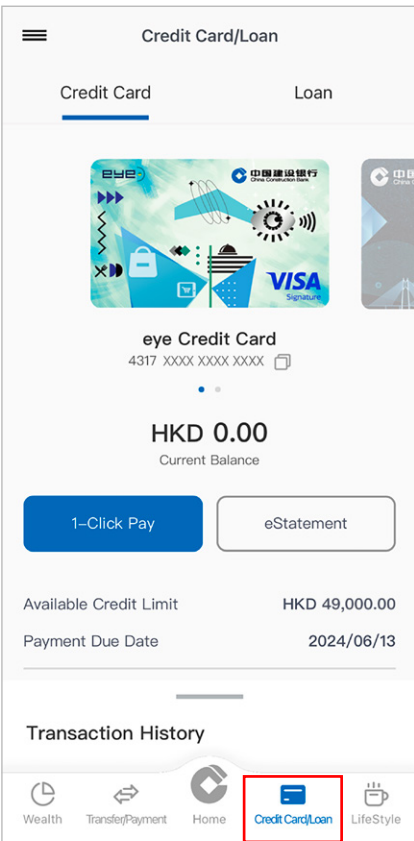 Credit Card/Loan
Credit Card
Loan
eye
中国建设银行
China Construction Bank
VISA
Signature
eye Credit Card
4317 XXXX XXXX XXXX
HKD 0.00
Current Balance
1-Click Pay
eStatement
Available Credit Limit
HKD 49,000.00
Payment Due Date
2024/06/13
Transaction History
Wealth
Transfer/Payment
Home
Credit Card/Loan
LifeStyle